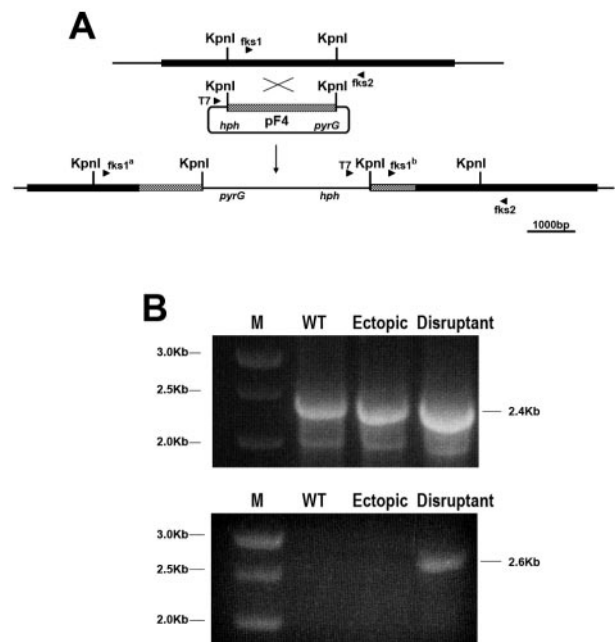 A
KpnI fks1 KpnI
KpnI KpnI fks2
T7
pF4
hph pyrG
KpnI fks1a KpnI T7 KpnI fks1b KpnI
pyrG hph fks2
1000bp
B
M WT Ectopic Disruptant
3.0Kb
2.5Kb
2.4Kb
2.0Kb
M WT Ectopic Disruptant
3.0Kb
2.6Kb
2.5Kb
2.0Kb